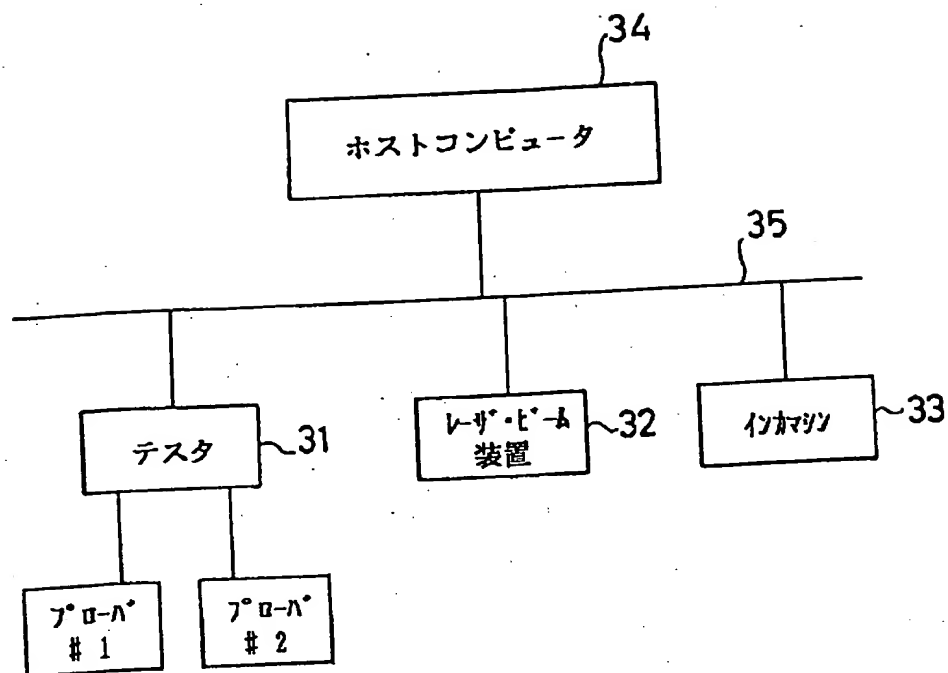 34
ホストコンピュータ
35
テスタ
31
レーザ・ビーム
装置
32
インカマシン
33
プローバ
# 1
プローバ
# 2